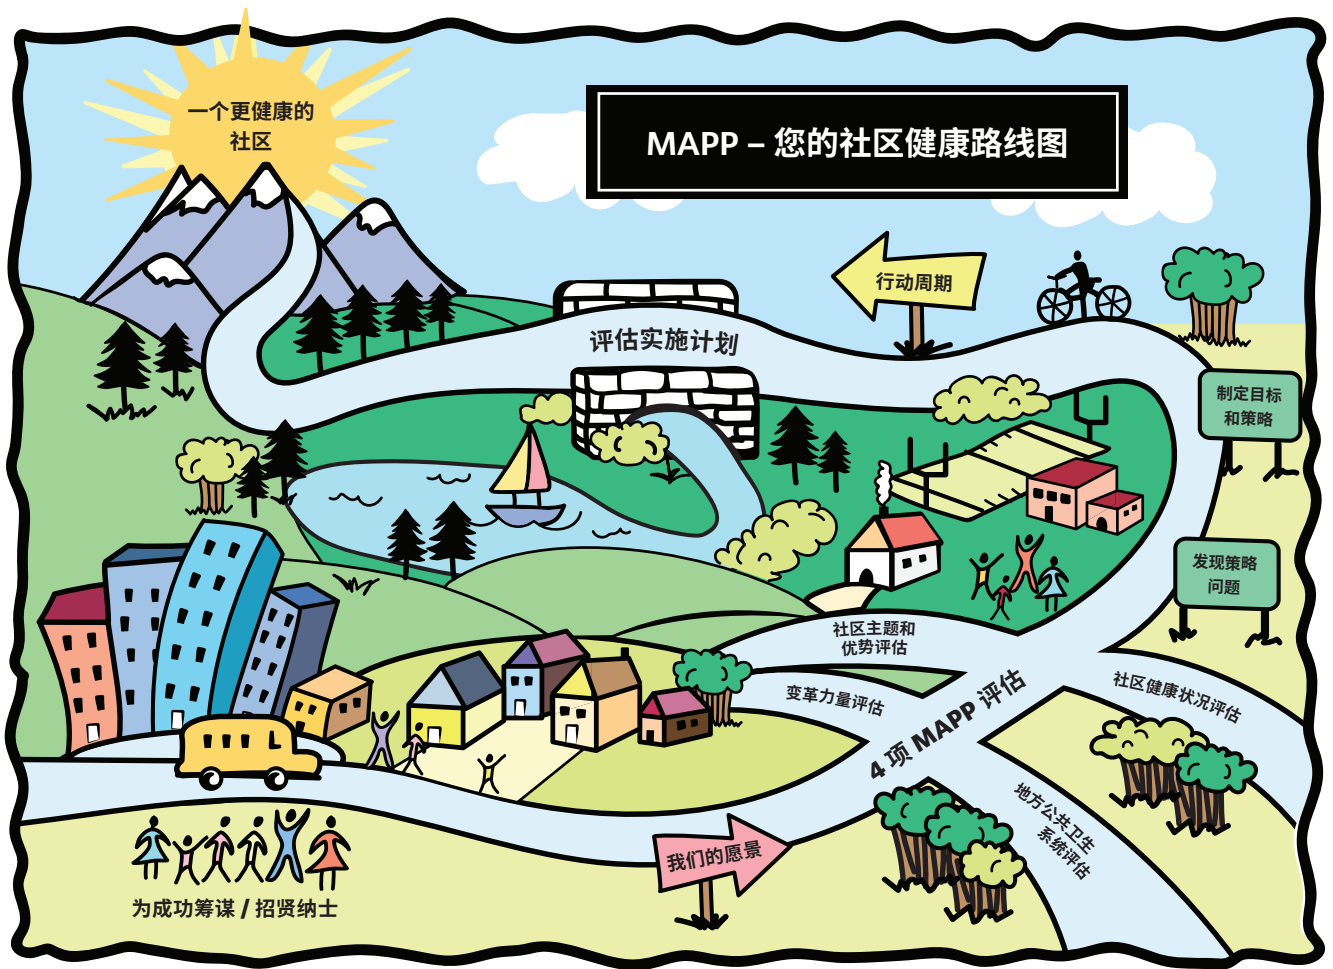 一个更健康的
社区
MAPP – 您的社区健康路线图
行动周期
评估实施计划
制定目标
和策略
发现策略
问题
社区主题和
优势评估
变革力量评估
4 项 MAPP 评估
社区健康状况评估
地方公共卫生
系统评估
我们的愿景
为成功筹谋 / 招贤纳士